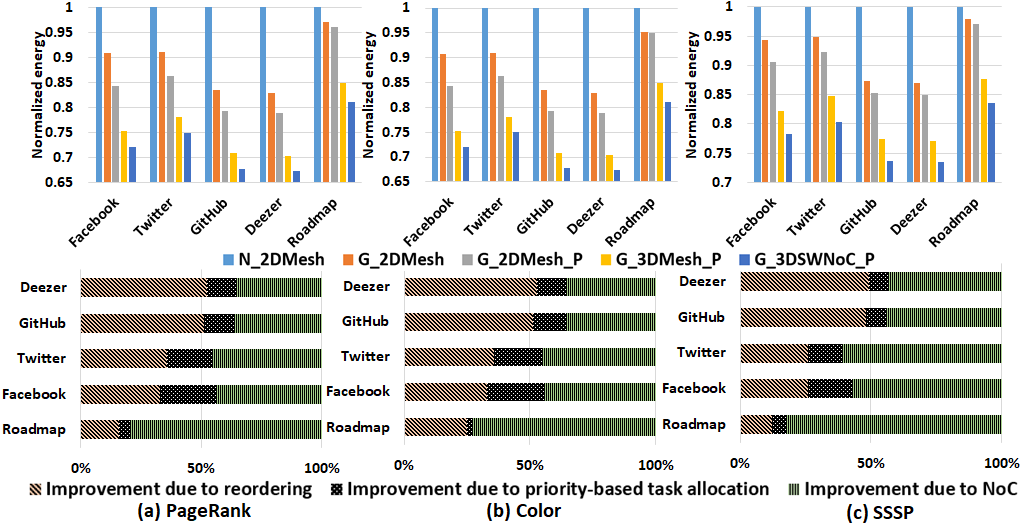 Normalized energy
1
0.95
0.9
0.85
0.8
0.75
0.7
0.65
Facebook
Twitter
GitHub
Deezer
Roadmap
Normalized energy
1
0.95
0.9
0.85
0.8
0.75
0.7
0.65
Facebook
Twitter
GitHub
Deezer
Roadmap
Normalized energy
1
0.95
0.9
0.85
0.8
0.75
0.7
Facebook
Twitter
GitHub
Deezer
Roadmap
N_2DMesh G_2DMesh G_2DMesh_P G_3DMesh_P G_3DSWNoC_P
Deezer
GitHub
Twitter
Facebook
Roadmap
0% 50% 100%
Deezer
GitHub
Twitter
Facebook
Roadmap
0% 50% 100%
Deezer
GitHub
Twitter
Facebook
Roadmap
0% 50% 100%
Improvement due to reordering Improvement due to priority-based task allocation Improvement due to NoC
(a) PageRank (b) Color (c) SSSP